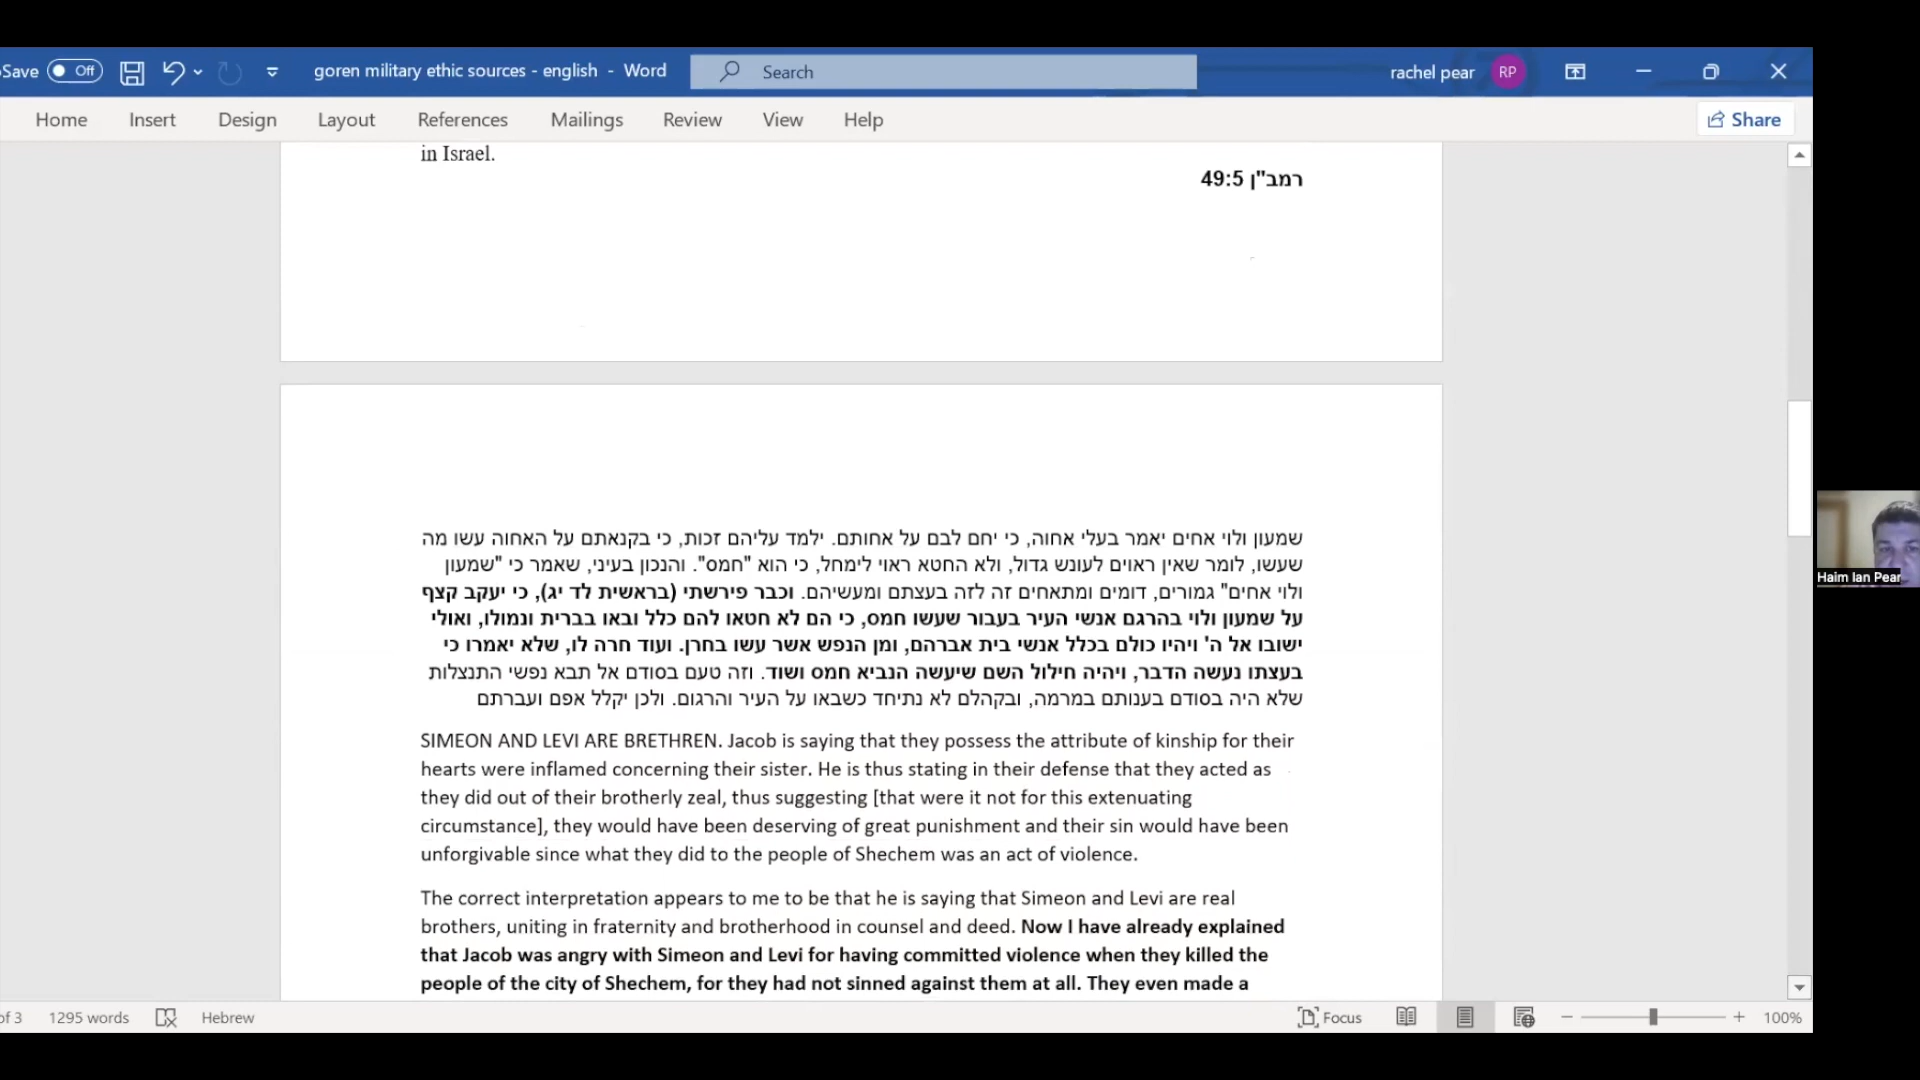 Save Off goren military ethic sources - english - Word Search rachel pear RP
Home Insert Design Layout References Mailings Review View Help Share
in Israel.
רמב"ן 49:5
שמעון ולוי אחים יאמר בעלי אחוה, כי יחם לבם על אחותם. ילמד עליהם זכות, כי בקנאתם על האחוה עשו מה
שעשו, לומר שאין ראוים לעונש גדול, ולא החטא ראוי לימחל, כי הוא "חמס". והנכון בעיני, שאמר כי "שמעון
ולוי אחים" גמורים, דומים ומתאחים זה לזה בעצתם ומעשיהם. וכבר פירשתי (בראשית לד יג), כי יעקב קצף
על שמעון ולוי בהרגם אנשי העיר בעבור שעשו חמס, כי הם לא חטאו להם כלל ובאו בברית ונמולו, ואולי
ישובו אל ה' ויהיו כולם בכלל אנשי בית אברהם, ומן הנפש אשר עשו בחרן. ועוד חרה לו, שלא יאמרו כי
בעצתו נעשה הדבר, ויהיה חילול השם שיעשה הנביא חמס ושוד. וזה טעם בסודם אל תבא נפשי התנצלות
שלא היה בסודם בענותם במרמה, ובקהלם לא נתיחד כשבאו על העיר והרגום. ולכן יקלל אפם ועברתם
SIMEON AND LEVI ARE BRETHREN. Jacob is saying that they possess the attribute of kinship for their
hearts were inflamed concerning their sister. He is thus stating in their defense that they acted as
they did out of their brotherly zeal, thus suggesting [that were it not for this extenuating
circumstance], they would have been deserving of great punishment and their sin would have been
unforgivable since what they did to the people of Shechem was an act of violence.
The correct interpretation appears to me to be that he is saying that Simeon and Levi are real
brothers, uniting in fraternity and brotherhood in counsel and deed. Now I have already explained
that Jacob was angry with Simeon and Levi for having committed violence when they killed the
people of the city of Shechem, for they had not sinned against them at all. They even made a
Haim Ian Pear
of 3 1295 words Hebrew Focus 100%